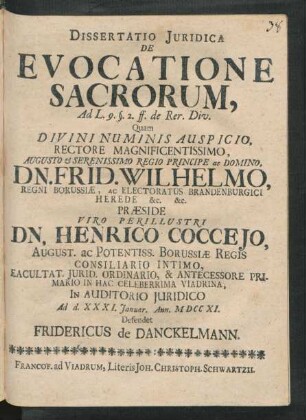 38
DISSERTATIO JURIDICA
DE
EVOCATIONE
SACRORUM,
Ad L. 9. §. 2. ff. de Rer. Div.
Quam
DIVINI NUMINIS AUSPICIO,
RECTORE MAGNIFICENTISSIMO,
AUGUSTO & SERENISSIMO REGIO PRINCIPE ac DOMINO,
DN. FRID. WILHELMO,
REGNI BORUSSIÆ, AC ELECTORATUS BRANDENBURGICI
HEREDE &c. &c.
PRÆSIDE
VIRO PERILLUSTRI
DN. HENRICO COCCEJO,
AUGUST. ac POTENTISS. BORUSSIÆ REGIS
CONSILIARIO INTIMO,
FACULTAT. JURID. ORDINARIO, & ANTECESSORE PRI-
MARIO IN HAC CELEBERRIMA VIADRINA,
IN AUDITORIO JURIDICO
Ad d. XXXI. Januar. Ann. MDCCXI.
Defendet
FRIDERICUS de DANCKELMANN.
FRANCOF. ad VIADRUM, Literis JOH. CHRISTOPH. SCHWARTZII.